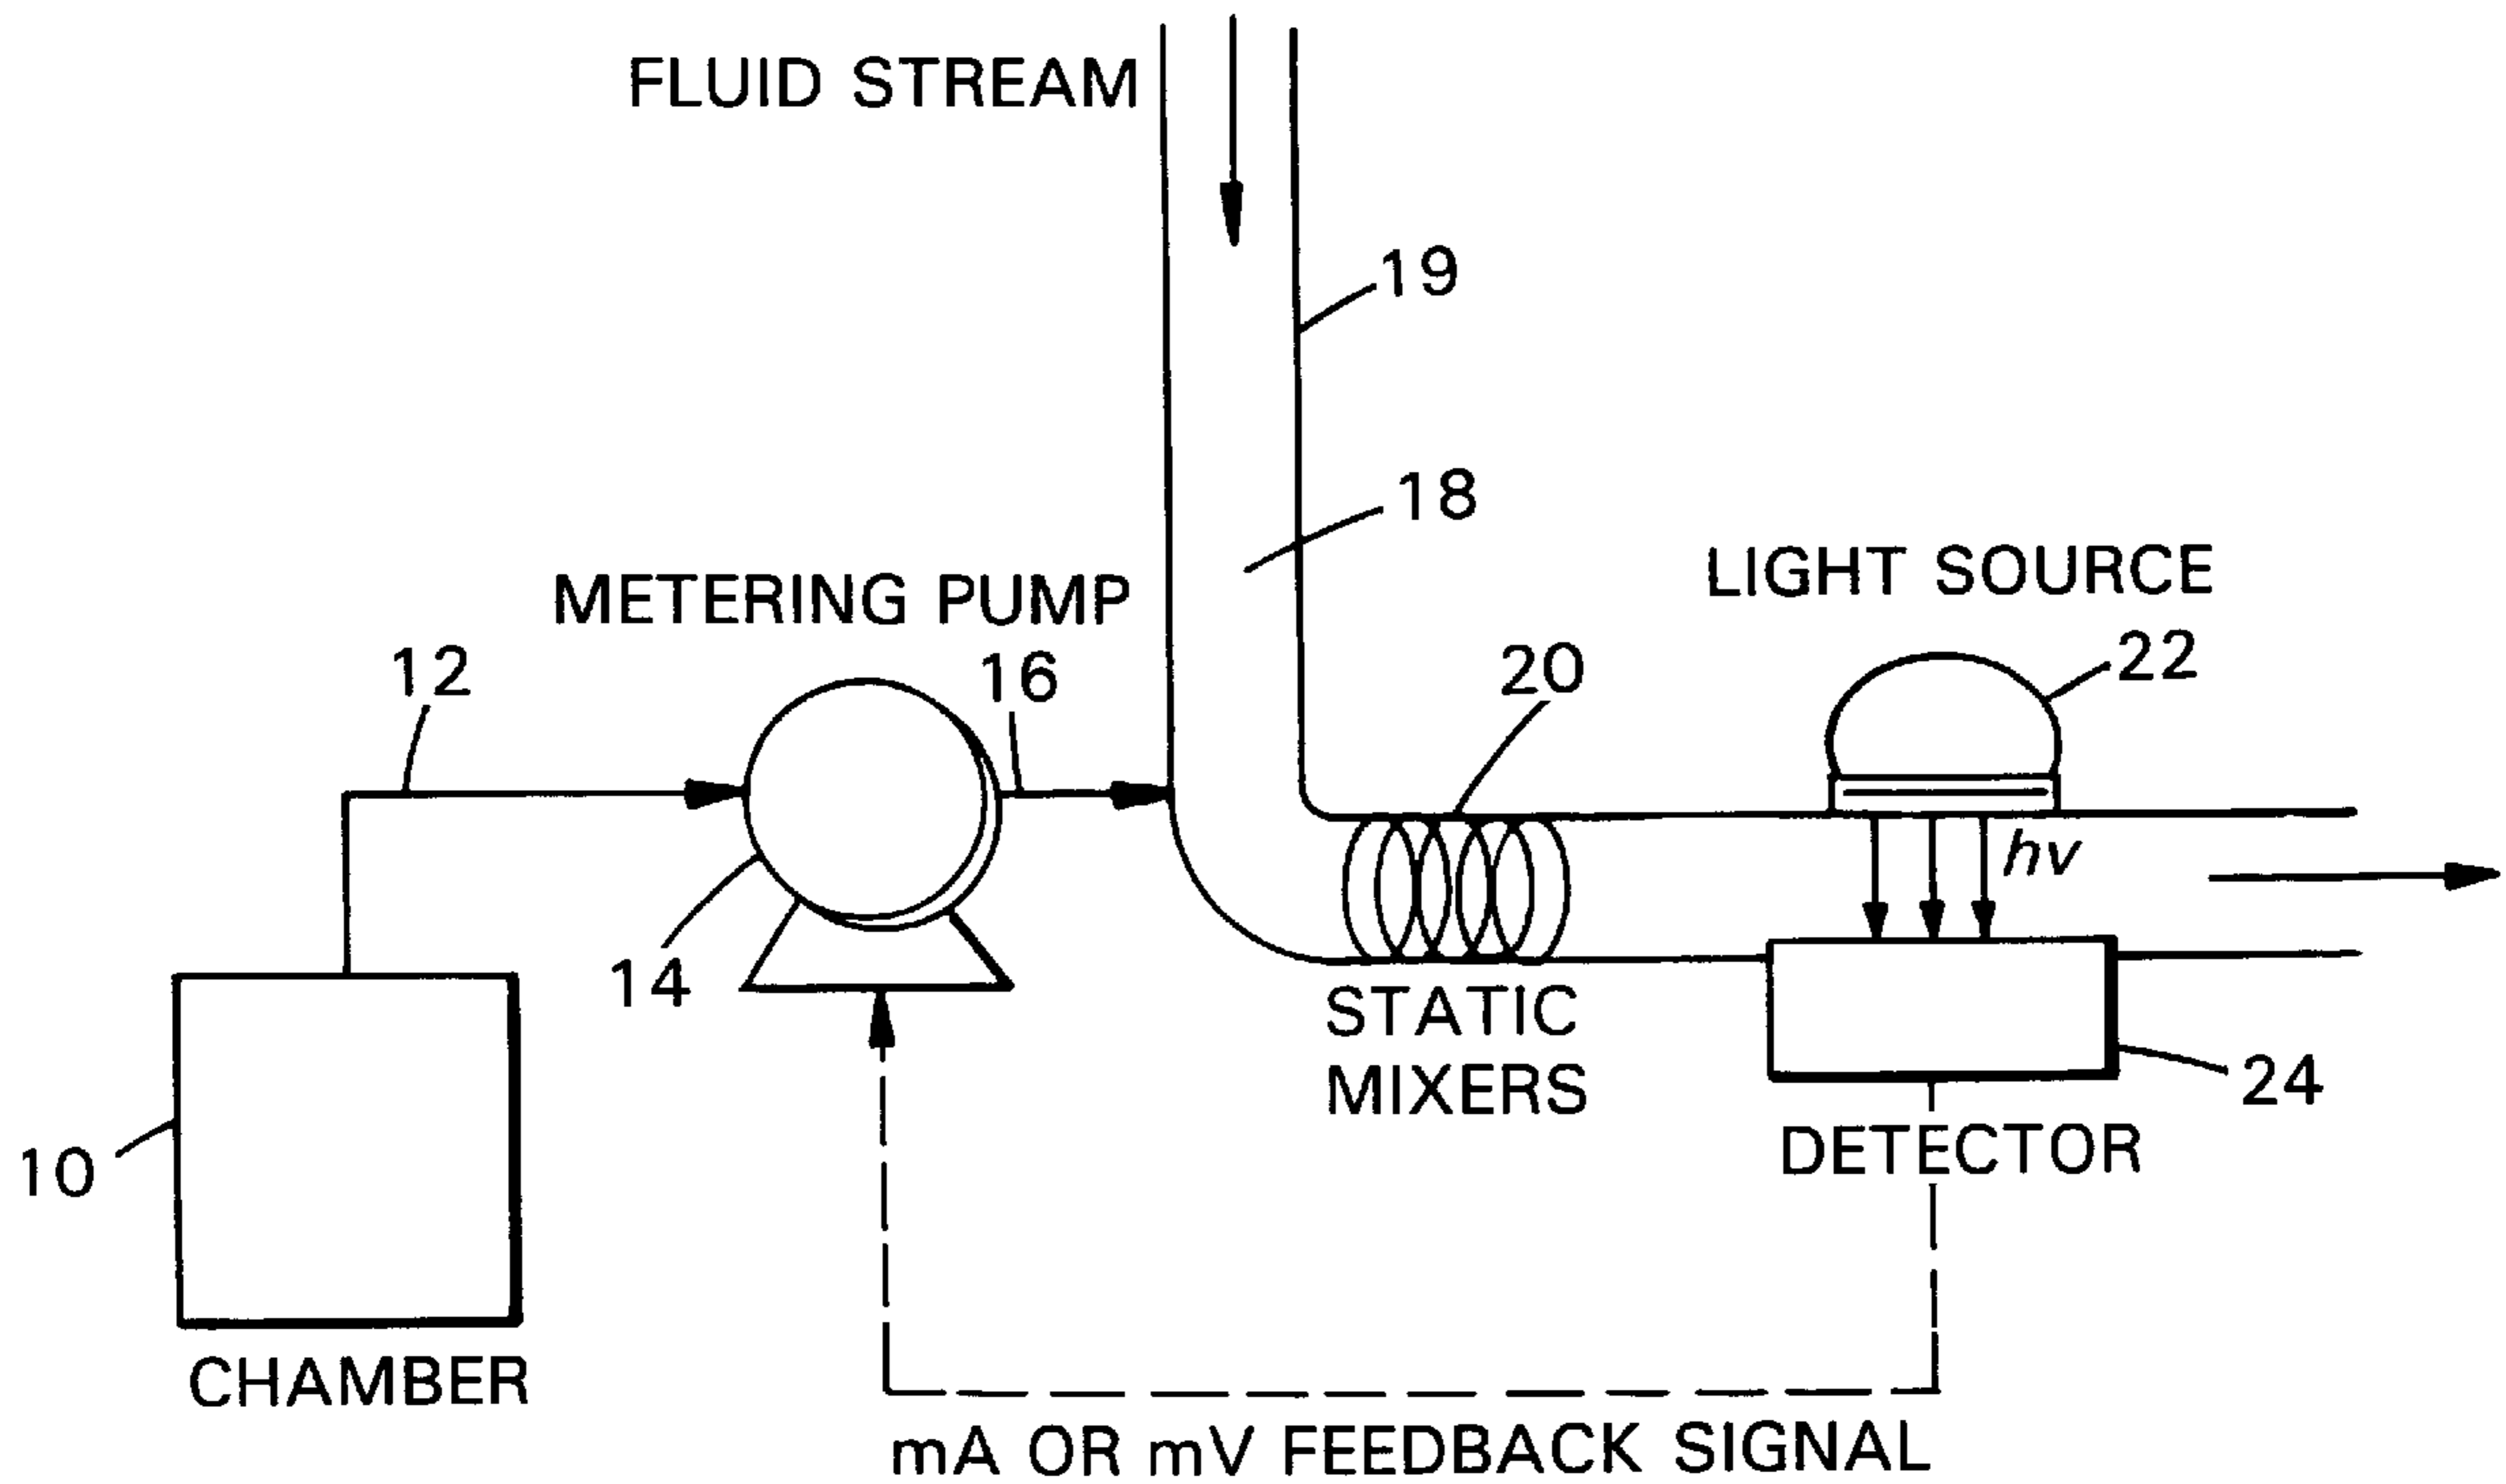 FLUID STREAM
19
18
METERING PUMP
LIGHT SOURCE
12
16
20
22
hv
14
STATIC
MIXERS
24
10
DETECTOR
CHAMBER
mA OR mV FEEDBACK SIGNAL